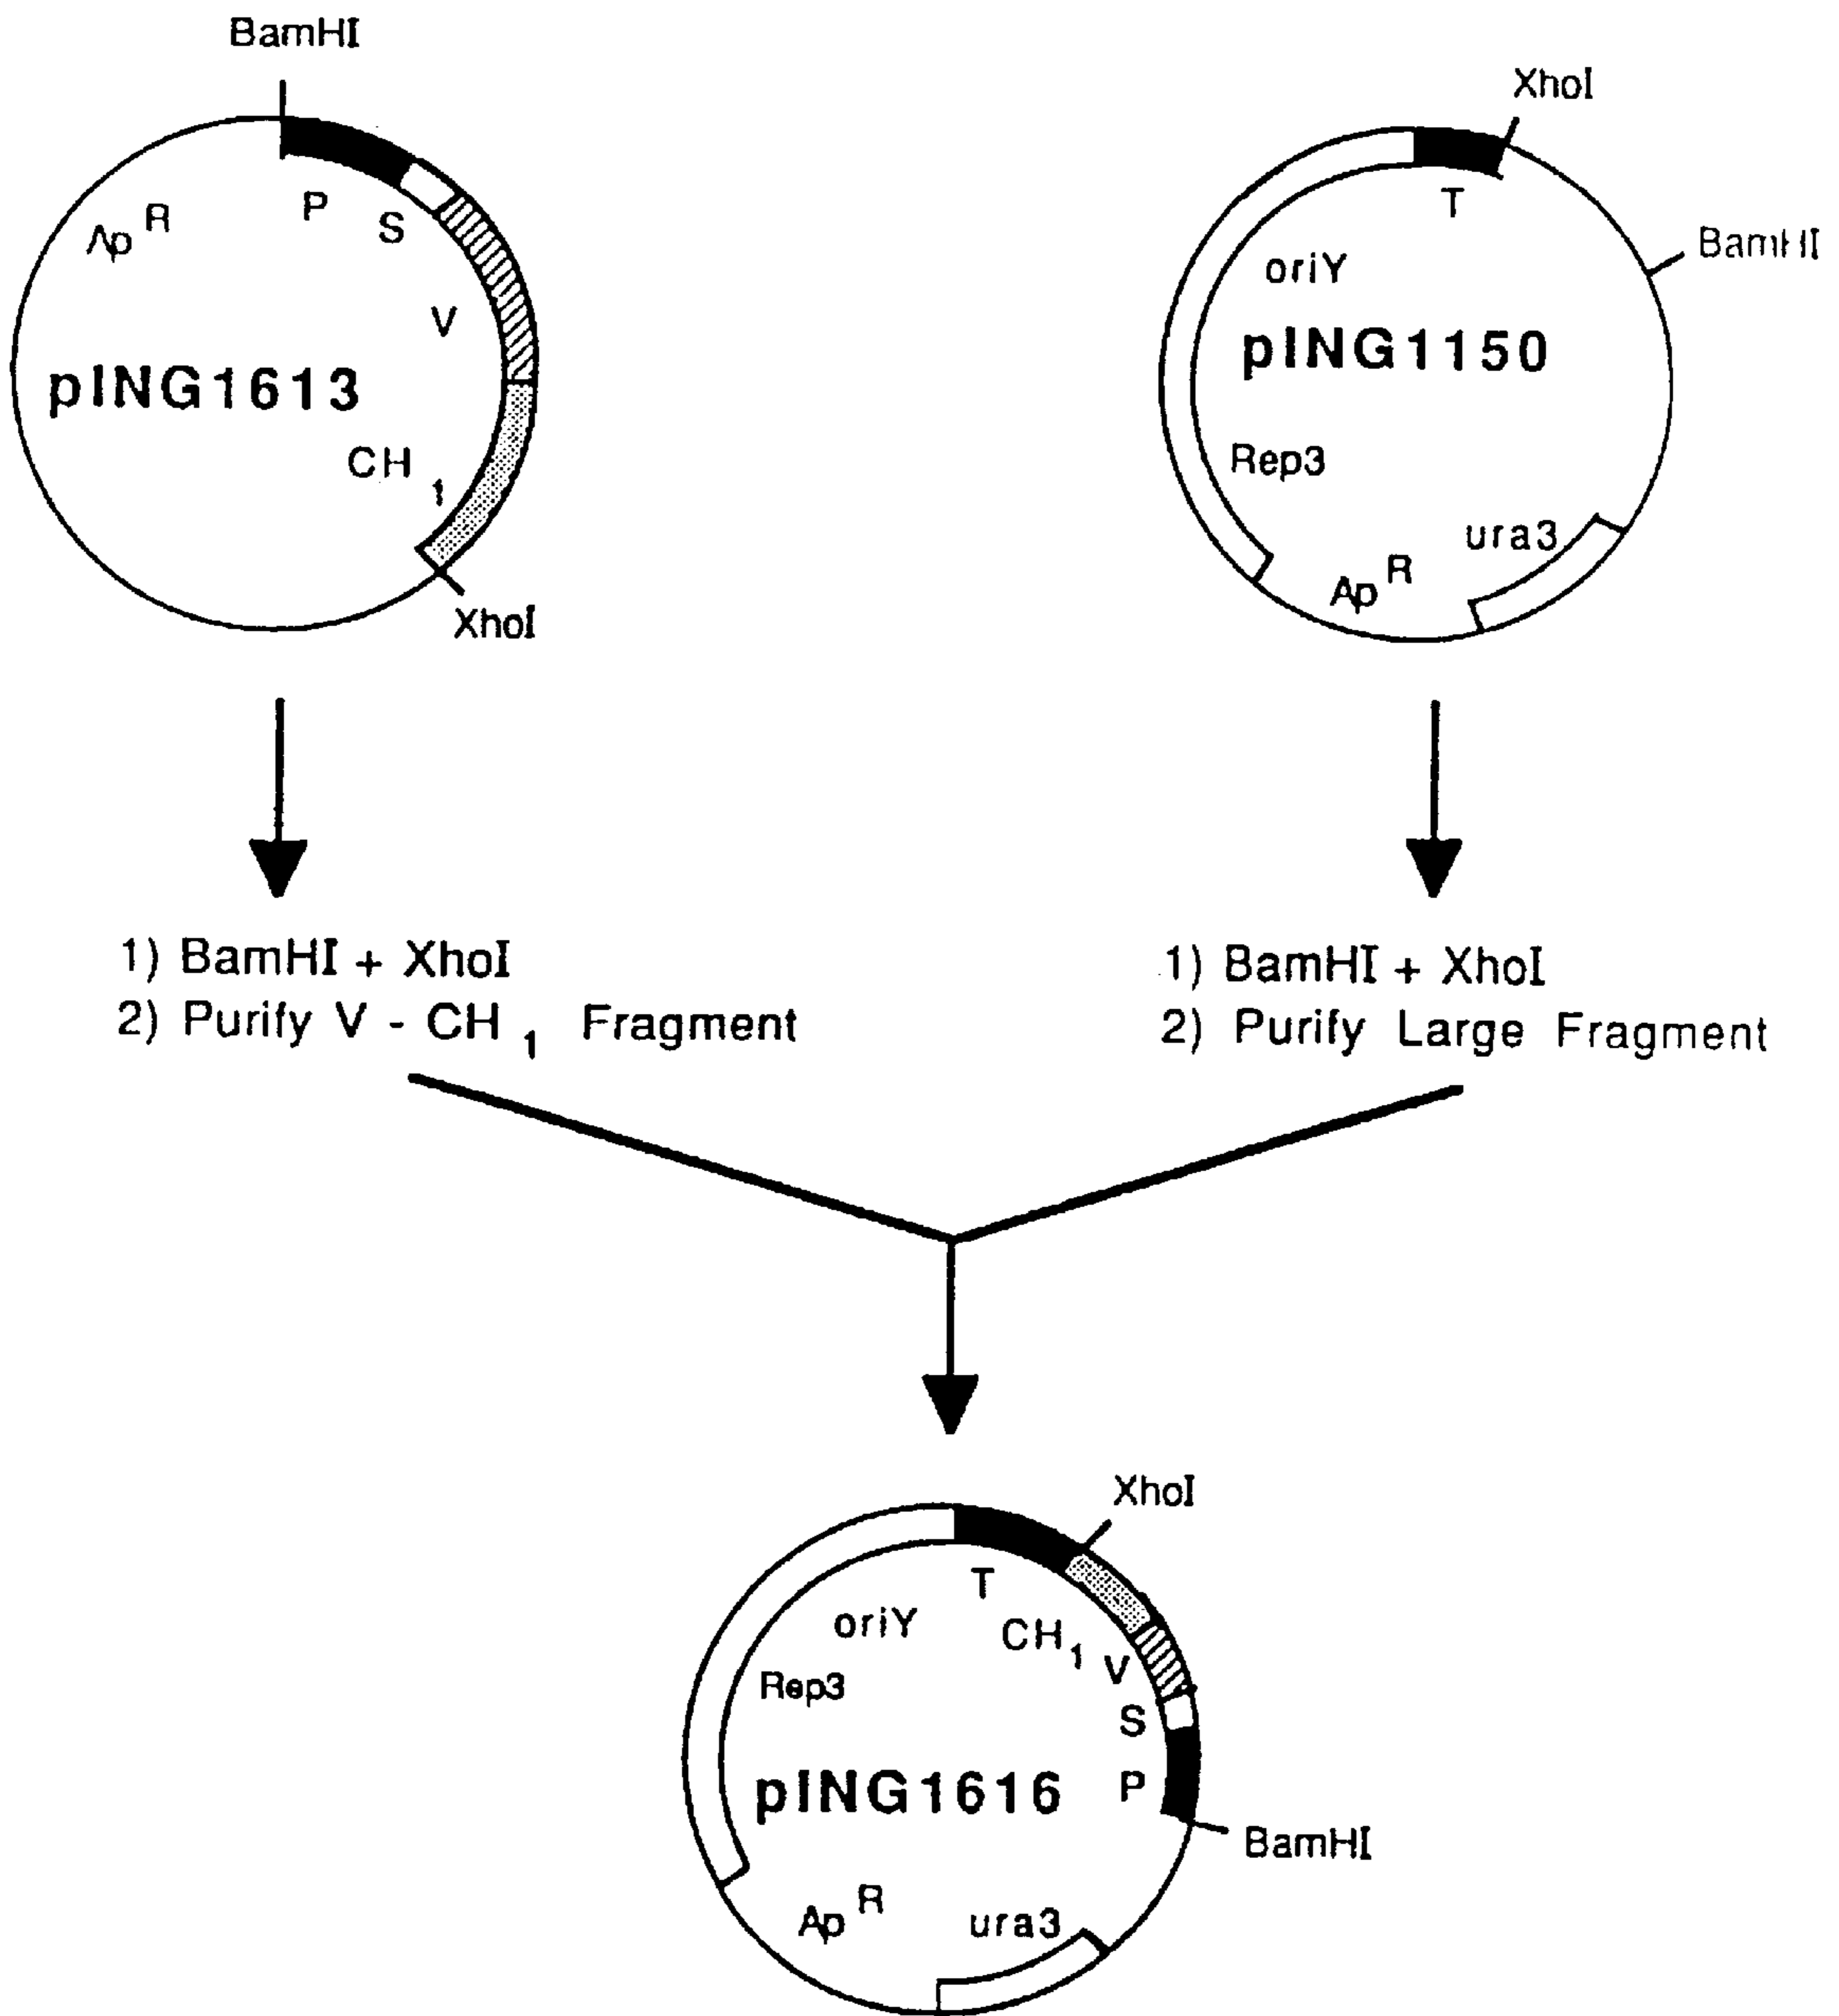 BamHI
P
S
Ap R
V
pING1613
CH 1
XhoI
XhoI
T
BamHI
oriY
pING1150
Rep3
ura3
Ap R
1) BamHI + XhoI
2) Purify V - CH 1 Fragment
1) BamHI + XhoI
2) Purify Large Fragment
XhoI
T
oriY
CH 1
V
Rep3
S
pING1616
P
BamHI
Ap R
ura3